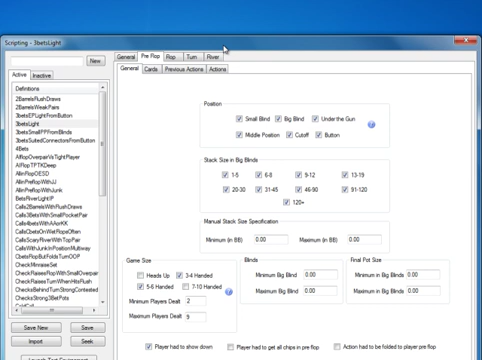 Scripting - 3betsLight
New
General Pre Flop Flop Turn River
General Cards Previous Actions Actions
Active Inactive
Definitions
2BarrelsFlushDraws
2BarrelsWeakPairs
3betsEPLightFromButton
3betsLight
3betsSmallPPFromBlinds
3betsSuitedConnectorsFromButton
4Bets
AIflopOverpairVsTightPlayer
AIFlopTPTKDeep
AllinFlopOESD
AllinPreFlopWithJJ
AllinPreFlopWithJunk
BetsRiverLightIP
Calls2BarrelsWithFlushDraws
Calls3BetsWithSmallPocketPair
Calls4betsWithAAorKK
CallsCbetsOnWetRopeOften
CallsScaryRiverWithTopPair
CallsWithJunkInPositionMultiway
CbetsFlopButFoldsTurnOOP
CheckMinraiseSet
CheckRaisesFlopWithSmallOverpair
CheckRaisesTurnWhenHitsFlush
ChecksBehindTurnStrongContested
ChecksStrong3BetPots
Save New Save
Import Seek
Launch Test Environment
Position
Small Blind Big Blind Under the Gun
Middle Position Cutoff Button
Stack Size in Big Blinds
1-5 6-8 9-12 13-19
20-30 31-45 46-90 91-120
120+
Manual Stack Size Specification
Minimum (in BB) 0.00 Maximum (in BB) 0.00
Game Size
Heads Up 3-4 Handed
5-6 Handed 7-10 Handed
Minimum Players Dealt 2
Maximum Players Dealt 9
Blinds
Minimum Big Blind 0.00
Maximum Big Blind 0.00
Final Pot Size
Minimum in Big Blinds 0.00
Maximum in Big Blinds 0.00
Player had to show down Player had to get all chips in pre flop Action had to be folded to player pre flop